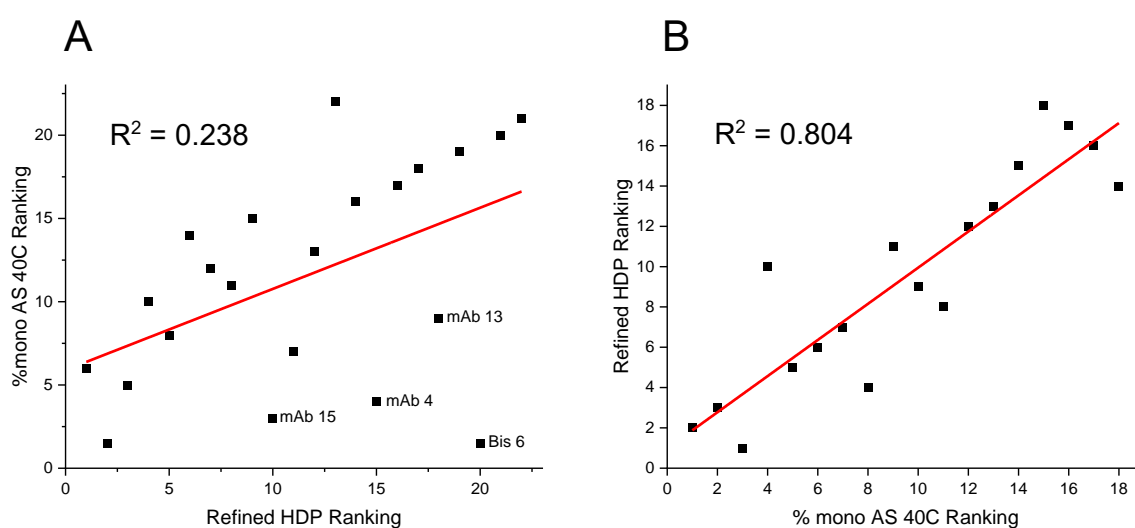 A
R² = 0.238
%mono AS 40C Ranking
20
15
10
5
0
mAb 13
mAb 4
mAb 15
Bis 6
0 5 10 15 20
Refined HDP Ranking
B
R² = 0.804
Refined HDP Ranking
18
16
14
12
10
8
6
4
2
0
0 2 4 6 8 10 12 14 16 18
% mono AS 40C Ranking